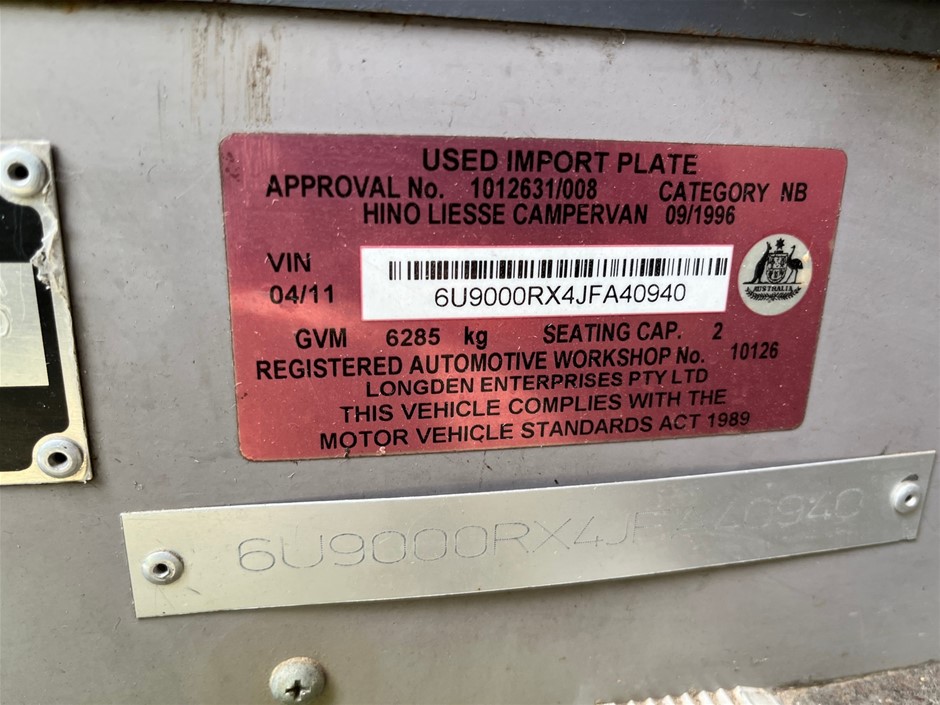 USED IMPORT PLATE
APPROVAL No. 1012631/008 CATEGORY NB
HINO LIESSE CAMPERVAN 09/1996
VIN
04/11
6U9000RX4JFA40940
AUSTRALIA
GVM 6285 kg SEATING CAP. 2
REGISTERED AUTOMOTIVE WORKSHOP No. 10126
LONGDEN ENTERPRISES PTY LTD
THIS VEHICLE COMPLIES WITH THE
MOTOR VEHICLE STANDARDS ACT 1989
6U9000RX4JFA40940